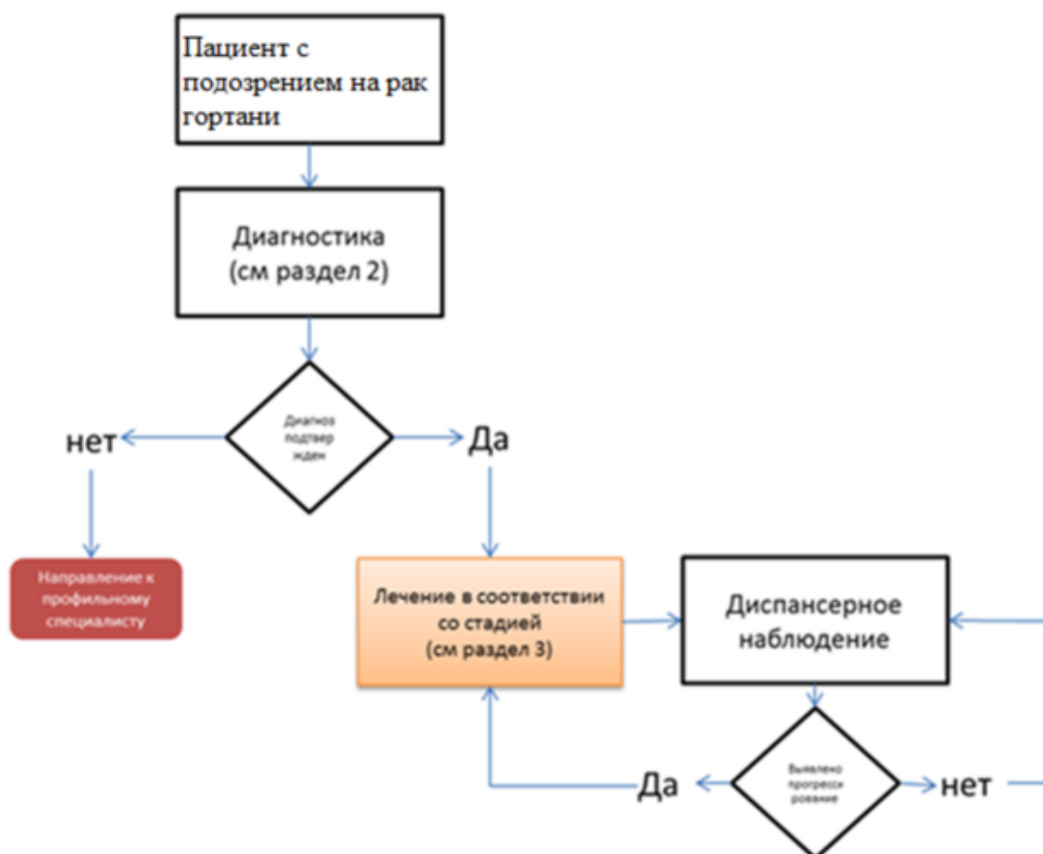 Пациент с
подозрением на рак
гортани
Диагностика
(см раздел 2)
Диагноз
подтвер
жден
нет
Да
Направление к
профильному
специалисту
Лечение в соответствии
со стадией
(см раздел 3)
Диспансерное
наблюдение
Выявлено
прогресси
рование
Да
нет